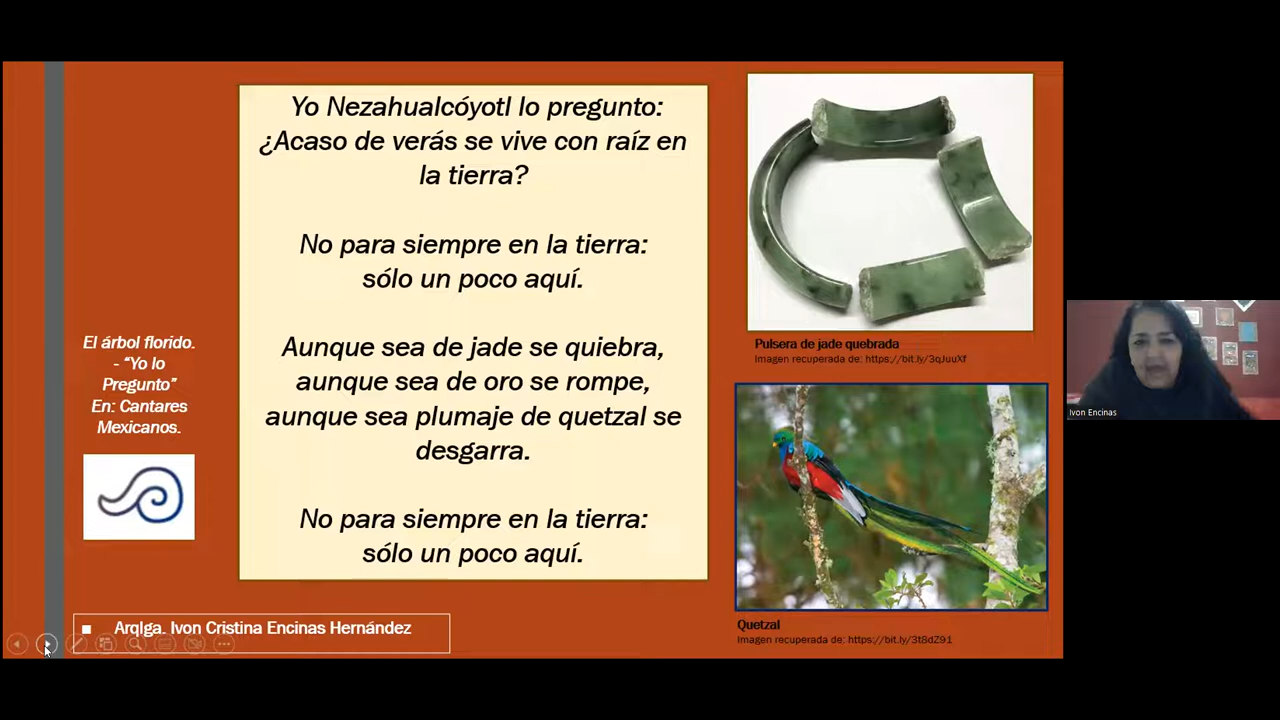 Yo Nezahualcóyotl lo pregunto:
¿Acaso de verás se vive con raíz en
la tierra?
No para siempre en la tierra:
sólo un poco aquí.
Aunque sea de jade se quiebra,
aunque sea de oro se rompe,
aunque sea plumaje de quetzal se
desgarra.
No para siempre en la tierra:
sólo un poco aquí.
El árbol florido.
- “Yo lo
Pregunto”
En: Cantares
Mexicanos.
Arqlga. Ivon Cristina Encinas Hernández
Pulsera de jade quebrada
Imagen recuperada de: https://bit.ly/3qJuuXf
Quetzal
Imagen recuperada de: https://bit.ly/3t8dZ91
Ivon Encinas